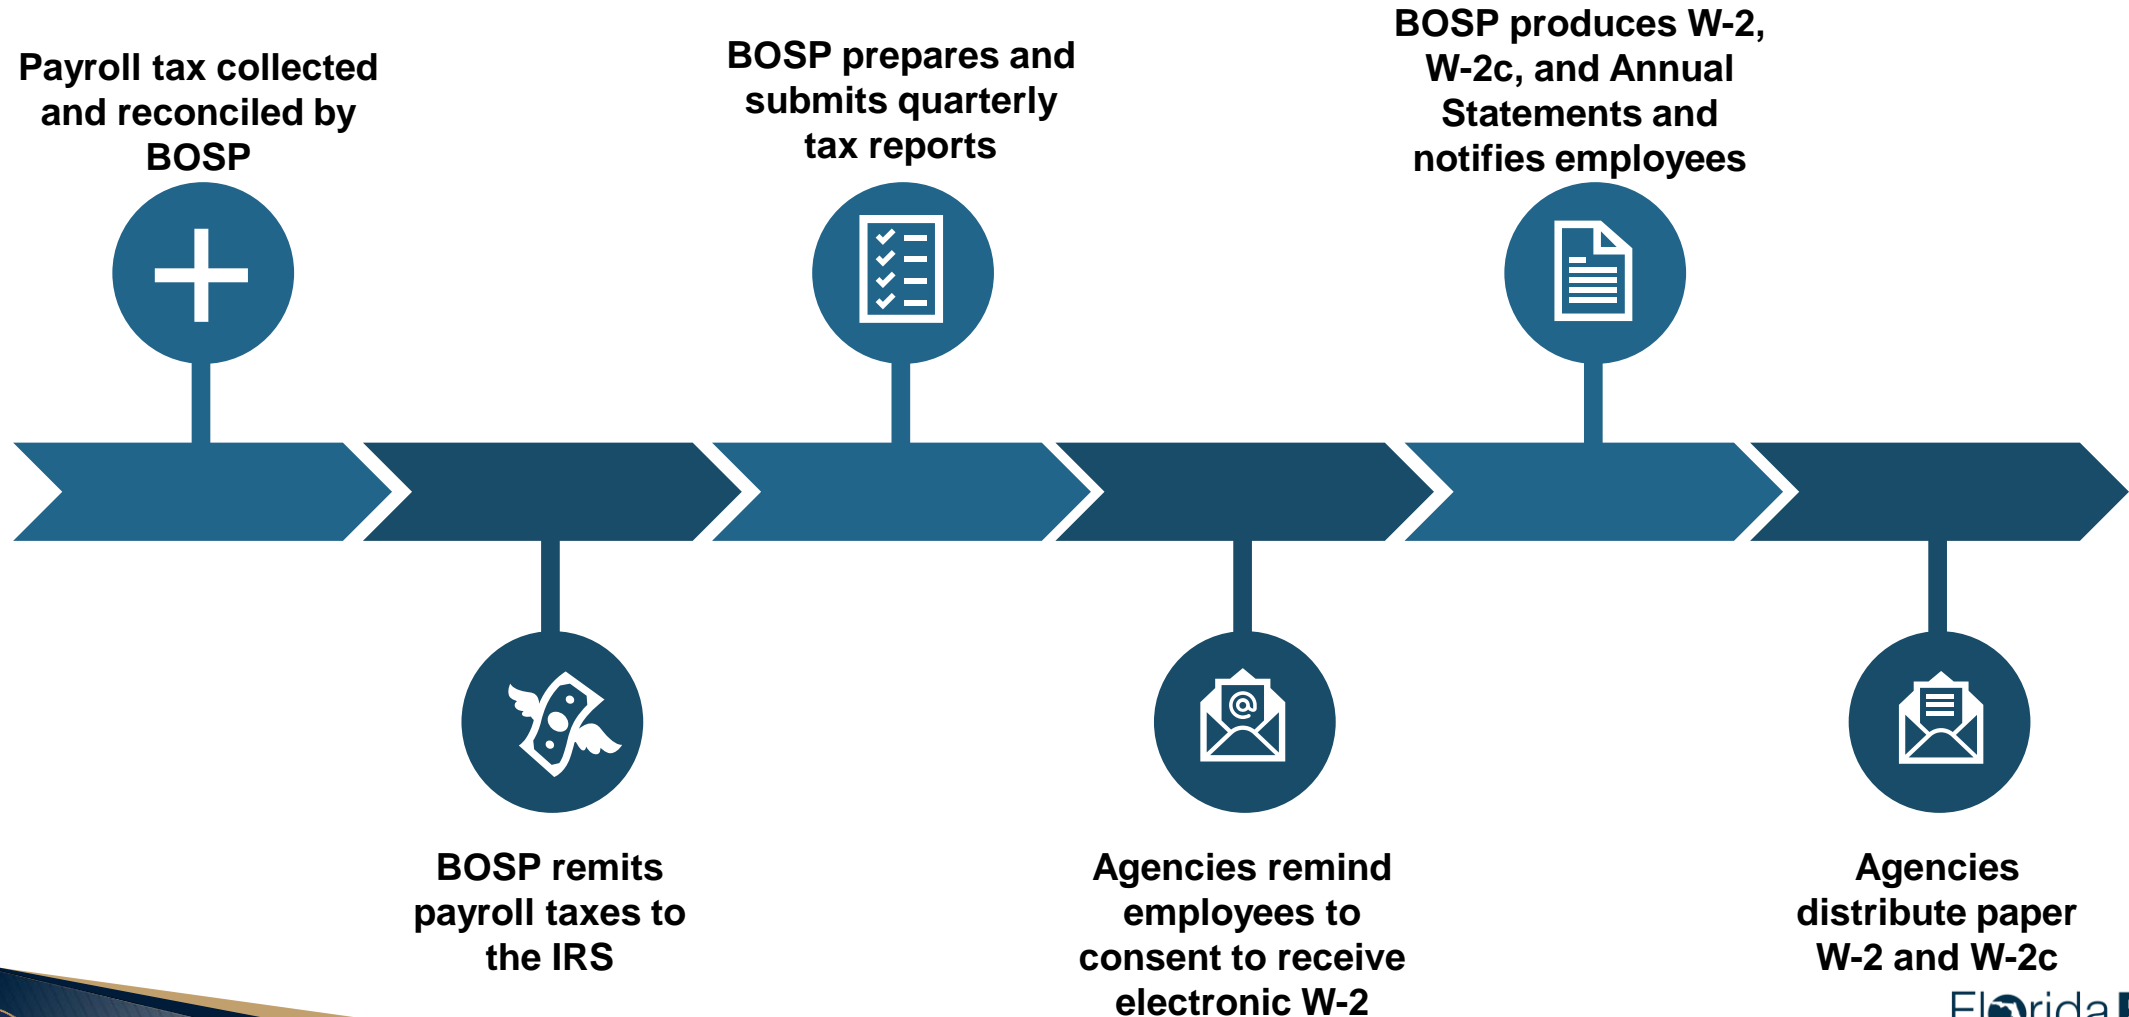 Payroll tax collected
and reconciled by
BOSP
BOSP remits
payroll taxes to
the IRS
BOSP prepares and
submits quarterly
tax reports
@
Agencies remind
employees to
consent to receive
electronic W-2
BOSP produces W-2,
W-2c, and Annual
Statements and
notifies employees
Agencies
distribute paper
W-2 and W-2c
Florida